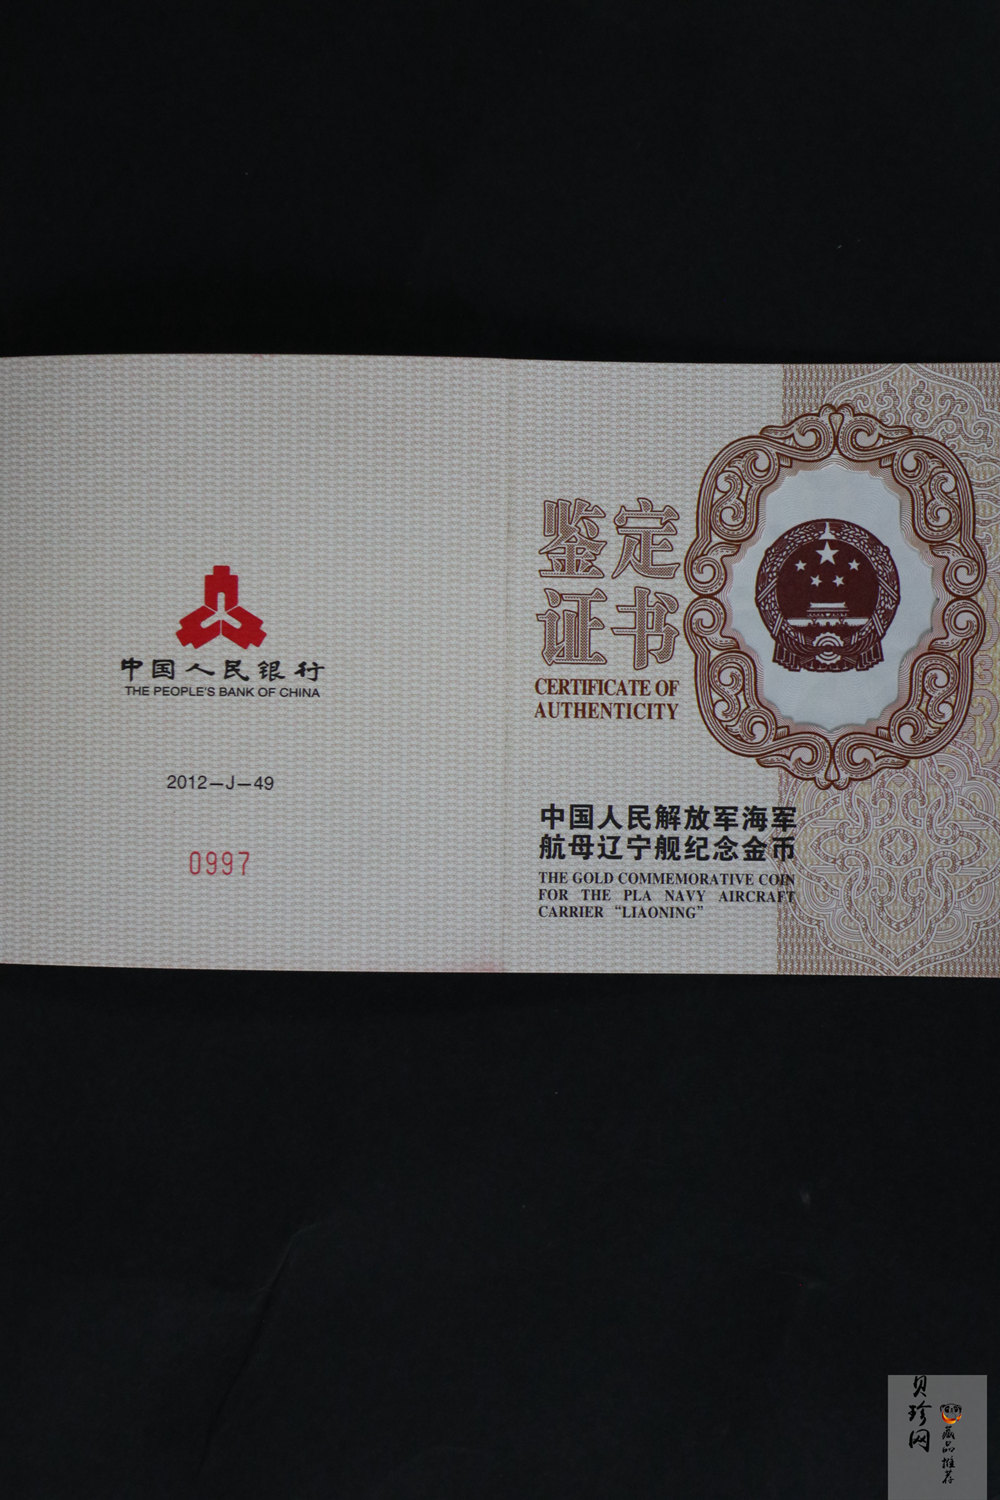 中国人民银行
THE PEOPLE'S BANK OF CHINA
2012—J—49
0997
鉴定
证书
CERTIFICATE OF
AUTHENTICITY
中国人民解放军海军
航母辽宁舰纪念金币
THE GOLD COMMEMORATIVE COIN
FOR THE PLA NAVY AIRCRAFT
CARRIER “LIAONING”
贝珍网
藏品推荐